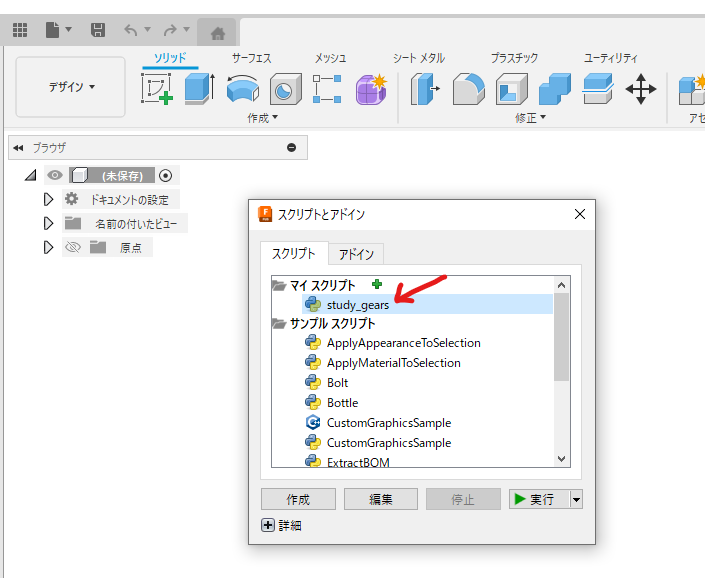 ソリッド サーフェス メッシュ シート メタル プラスチック ユーティリティ
デザイン
作成 修正 アセ
ブラウザ
(未保存)
ドキュメントの設定
名前の付いたビュー
原点
スクリプトとアドイン
スクリプト アドイン
マイ スクリプト
study_gears
サンプル スクリプト
ApplyAppearanceToSelection
ApplyMaterialToSelection
Bolt
Bottle
CustomGraphicsSample
CustomGraphicsSample
ExtractBOM
作成 編集 停止 実行
詳細